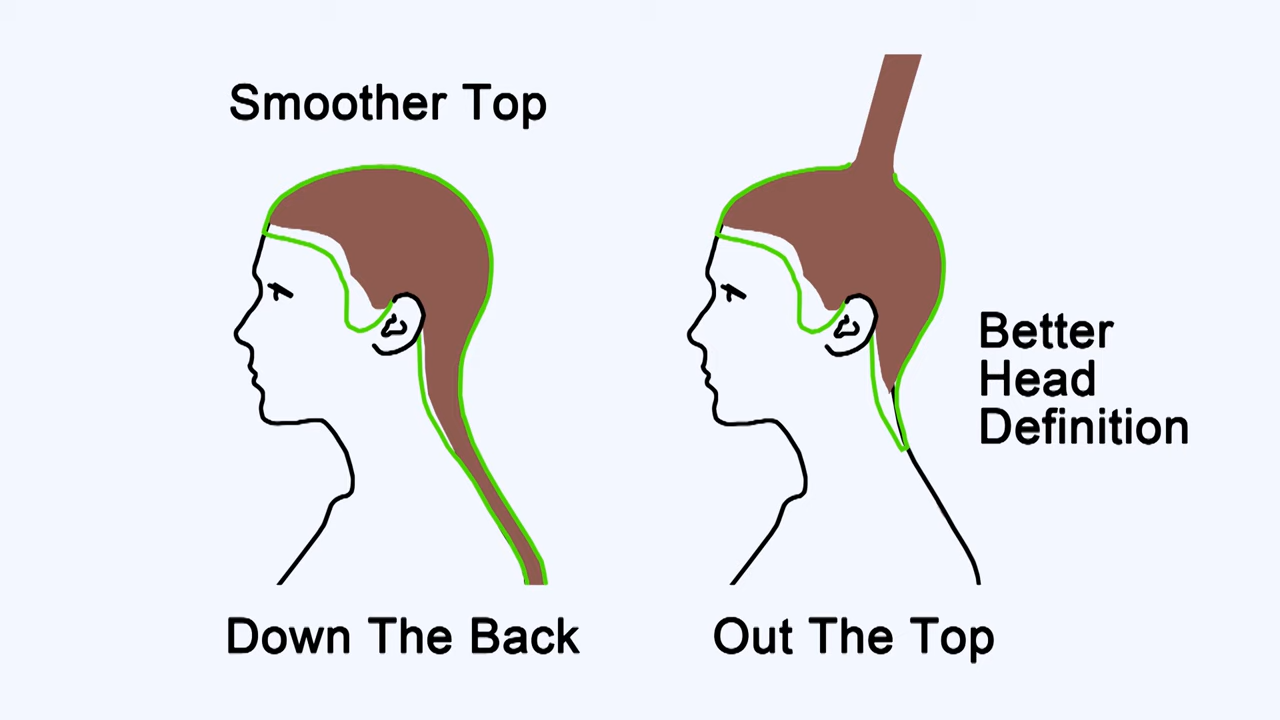 Smoother Top
Better
Head
Definition
Down The Back
Out The Top